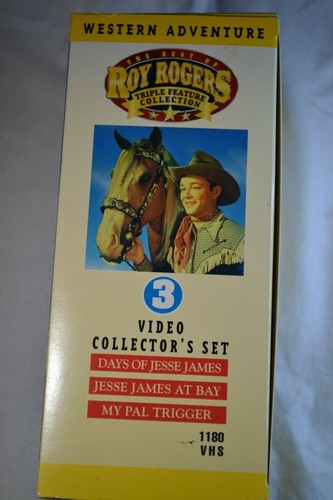 WESTERN ADVENTURE
THE BEST OF
ROY ROGERS
TRIPLE FEATURE
COLLECTION
3
VIDEO
COLLECTOR'S SET
DAYS OF JESSE JAMES
JESSE JAMES AT BAY
MY PAL TRIGGER
1180
VHS